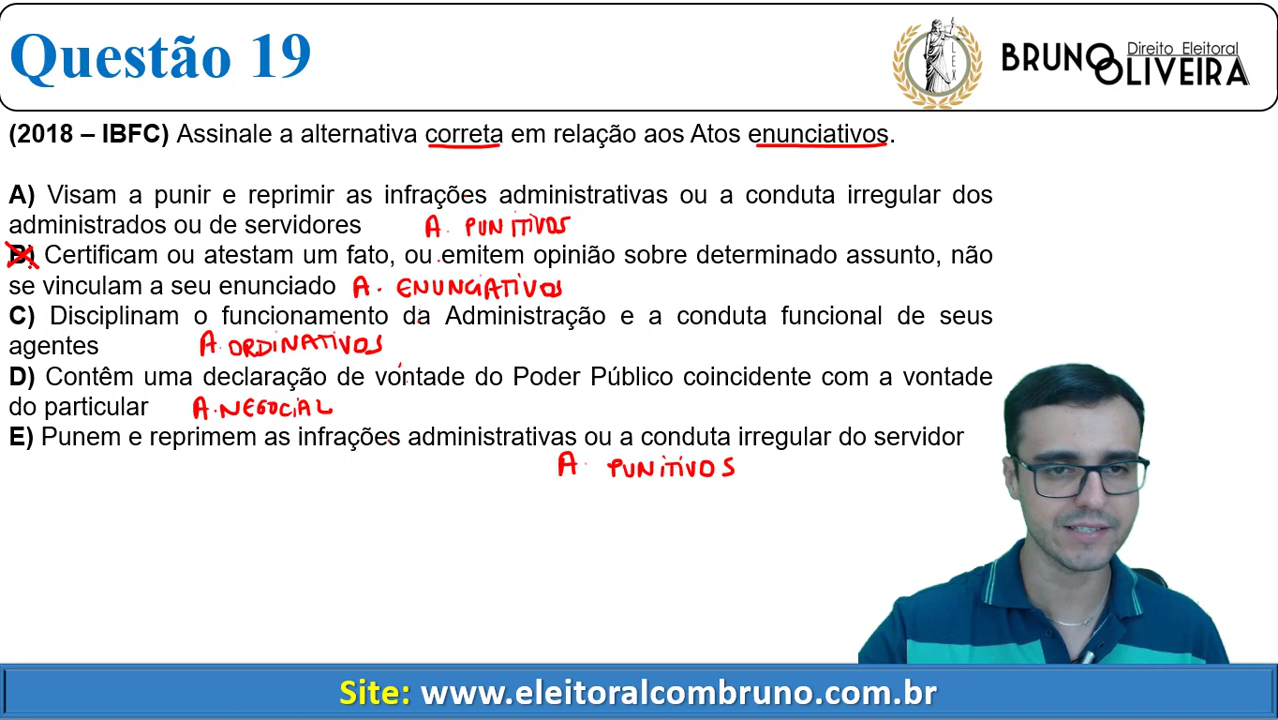 Questão 19
LEX
BRUNO Direito Eleitoral
OLIVEIRA
(2018 – IBFC) Assinale a alternativa correta em relação aos Atos enunciativos.
A) Visam a punir e reprimir as infrações administrativas ou a conduta irregular dos
administrados ou de servidores A. PUNITIVOS
B) Certificam ou atestam um fato, ou emitem opinião sobre determinado assunto, não
se vinculam a seu enunciado A. ENUNCIATIVOS
C) Disciplinam o funcionamento da Administração e a conduta funcional de seus
agentes A. ORDINATIVOS
D) Contêm uma declaração de vontade do Poder Público coincidente com a vontade
do particular A. NEGOCIAL
E) Punem e reprimem as infrações administrativas ou a conduta irregular do servidor
A. PUNITIVOS
Site: www.eleitoralcombruno.com.br